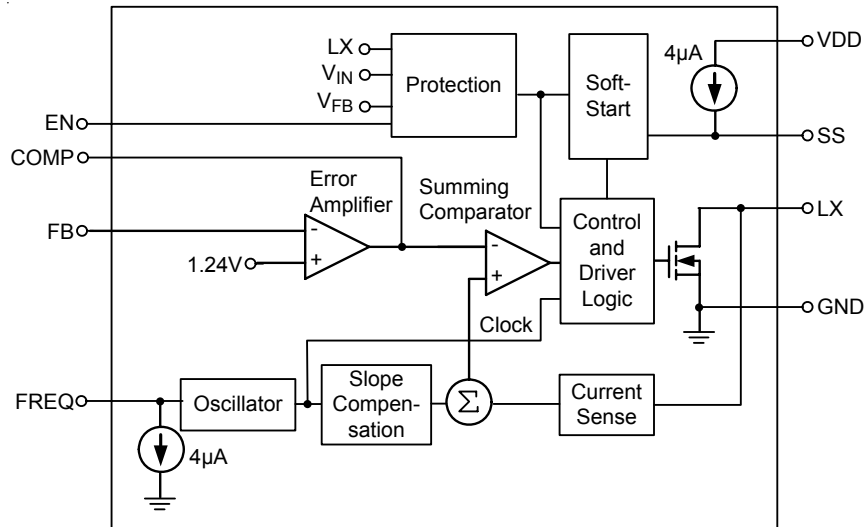 LX
VIN
VFB
EN
COMP
FB
1.24V
FREQ
4µA
Protection
Soft-
Start
4µA
VDD
SS
Error
Amplifier
Summing
Comparator
-
+
-
+
Control
and
Driver
Logic
LX
GND
Clock
Oscillator
Slope
Compen-
sation
Σ
Current
Sense